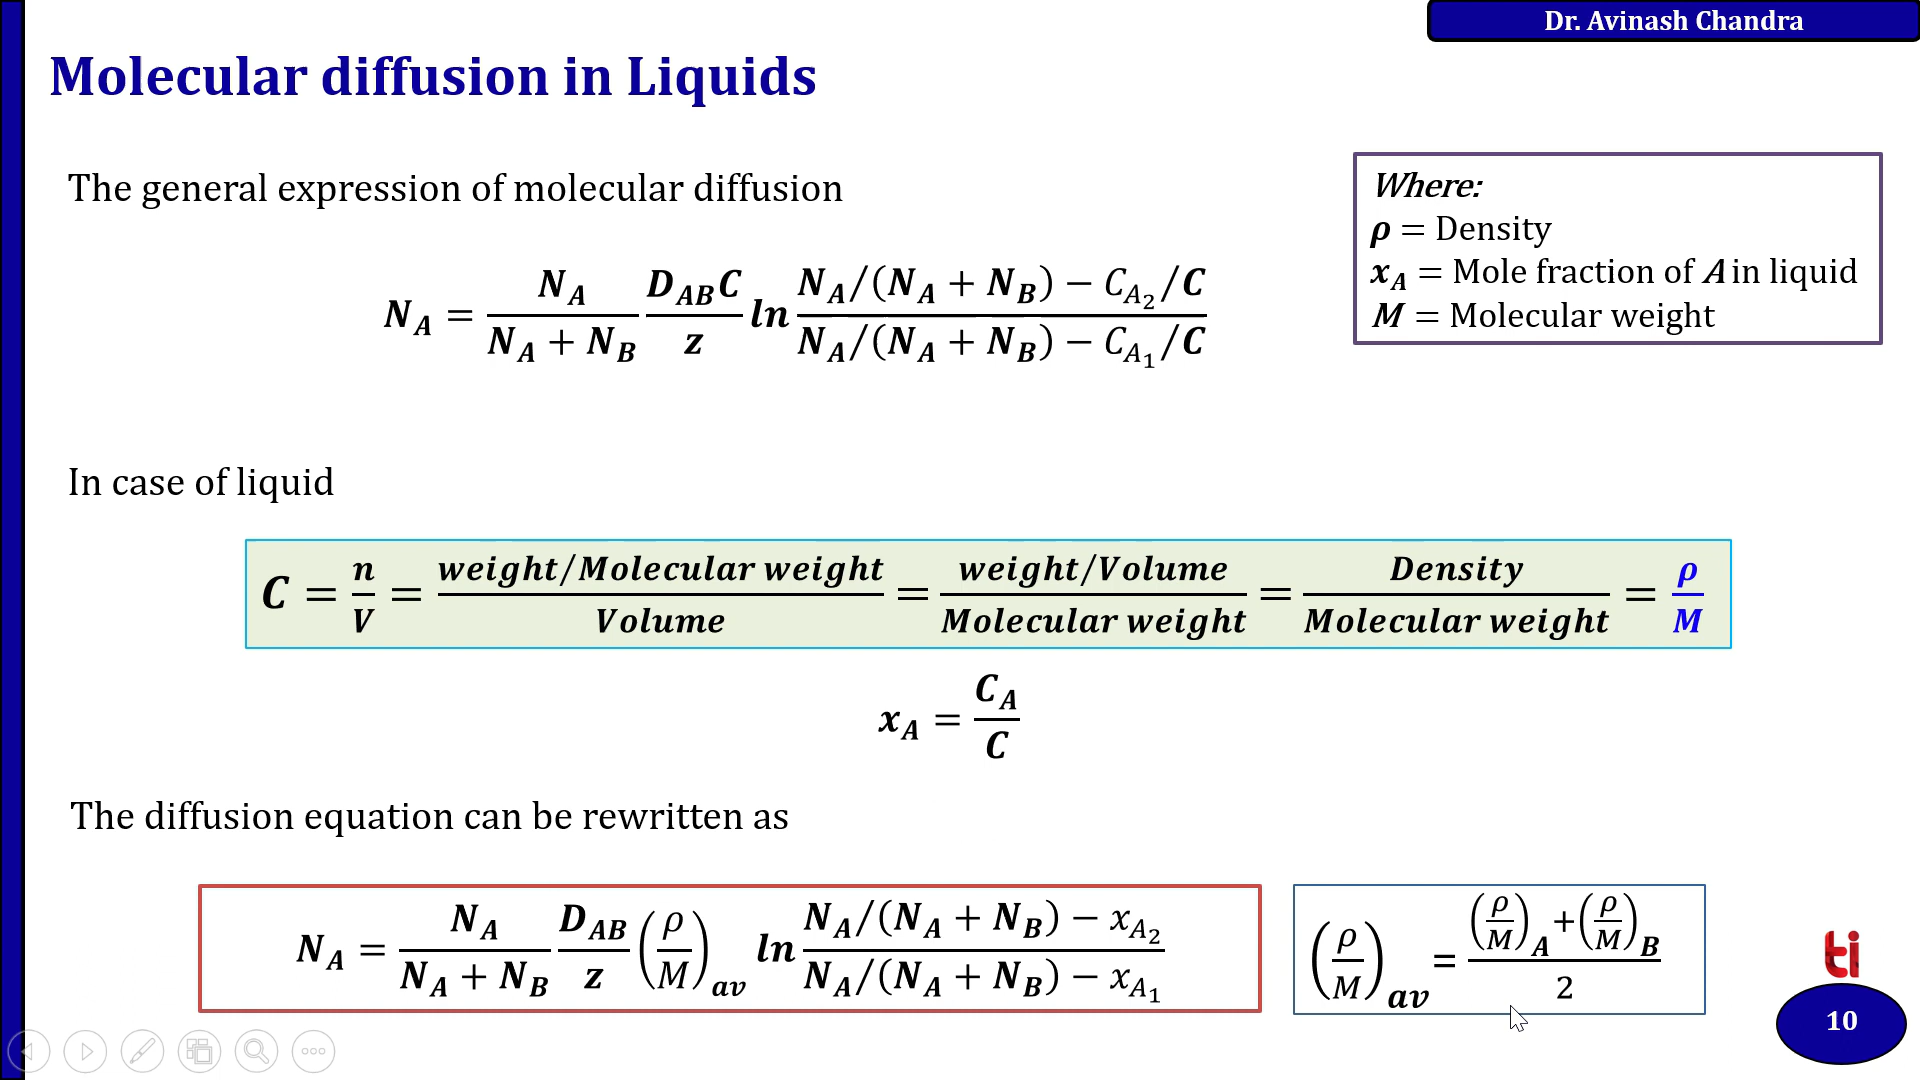 Dr. Avinash Chandra
Molecular diffusion in Liquids
The general expression of molecular diffusion
Where:
ρ = Density
x_A = Mole fraction of A in liquid
M = Molecular weight
N_A = N_A/(N_A + N_B) D_AB C/z ln (N_A/(N_A + N_B) − C_A₂/C)/(N_A/(N_A + N_B) − C_A₁/C)
In case of liquid
C = n/V = (weight/Molecular weight)/Volume = (weight/Volume)/Molecular weight = Density/Molecular weight = ρ/M
x_A = C_A/C
The diffusion equation can be rewritten as
N_A = N_A/(N_A + N_B) D_AB/z (ρ/M)_av ln (N_A/(N_A + N_B) − x_A₂)/(N_A/(N_A + N_B) − x_A₁)
(ρ/M)_av = ((ρ/M)_A + (ρ/M)_B)/2
ti
10